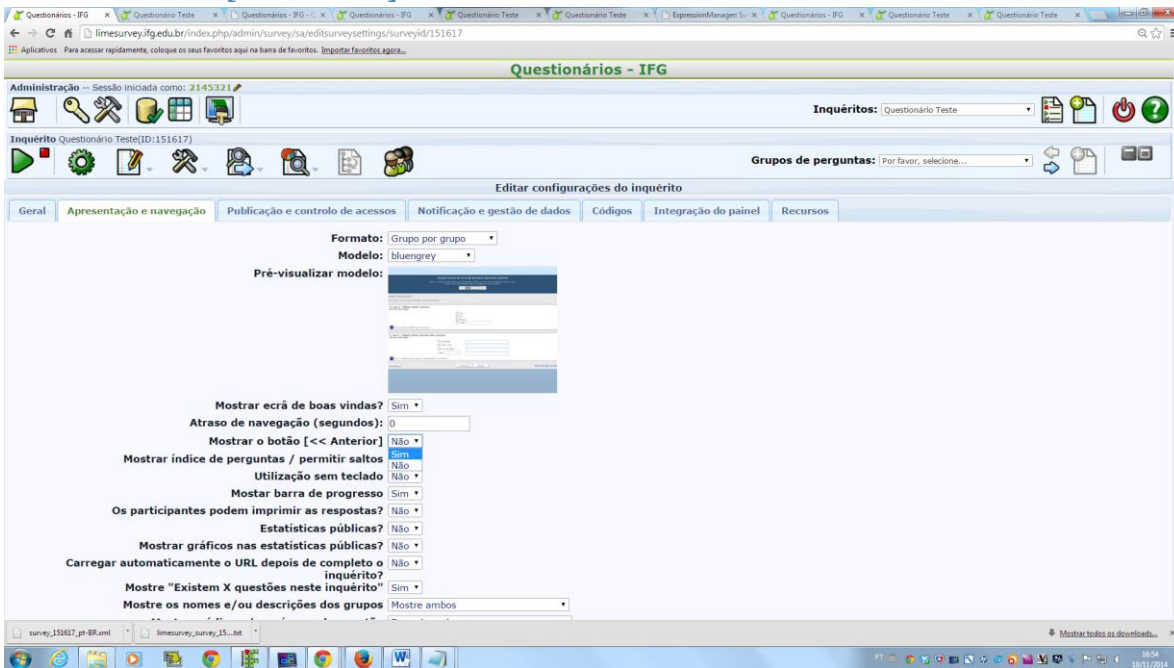 Questionários - IFG
Questionário Teste
Questionários - IFG - C
Questionários - IFG
Questionário Teste
Questionário Teste
ExpressionManager: Su
Questionários - IFG
Questionário Teste
Questionário Teste
limesurvey.ifg.edu.br/index.php/admin/survey/sa/editsurveysettings/surveyid/151617
Aplicativos Para acessar rapidamente, coloque os seus favoritos aqui na barra de favoritos. Importar favoritos agora...
Questionários - IFG
Administração -- Sessão iniciada como: 2145321
Inquéritos: Questionário Teste
Inquérito Questionário Teste(ID:151617)
Grupos de perguntas: Por favor, selecione...
Editar configurações do inquérito
Geral Apresentação e navegação Publicação e controlo de acessos Notificação e gestão de dados Códigos Integração do painel Recursos
Formato: Grupo por grupo
Modelo: bluengrey
Pré-visualizar modelo:
Mostrar ecrã de boas vindas? Sim
Atraso de navegação (segundos): 0
Mostrar o botão [<< Anterior] Não
Sim
Mostrar índice de perguntas / permitir saltos
Não
Utilização sem teclado Não
Mostar barra de progresso Sim
Os participantes podem imprimir as respostas? Não
Estatísticas públicas? Não
Mostrar gráficos nas estatísticas públicas? Não
Carregar automaticamente o URL depois de completo o Não
inquérito?
Mostre "Existem X questões neste inquérito" Sim
Mostre os nomes e/ou descrições dos grupos Mostre ambos
survey_151617_pt-BR.xml limesurvey_survey_15....txt Mostrar todos os downloads...
PT 16:54
10/11/2014